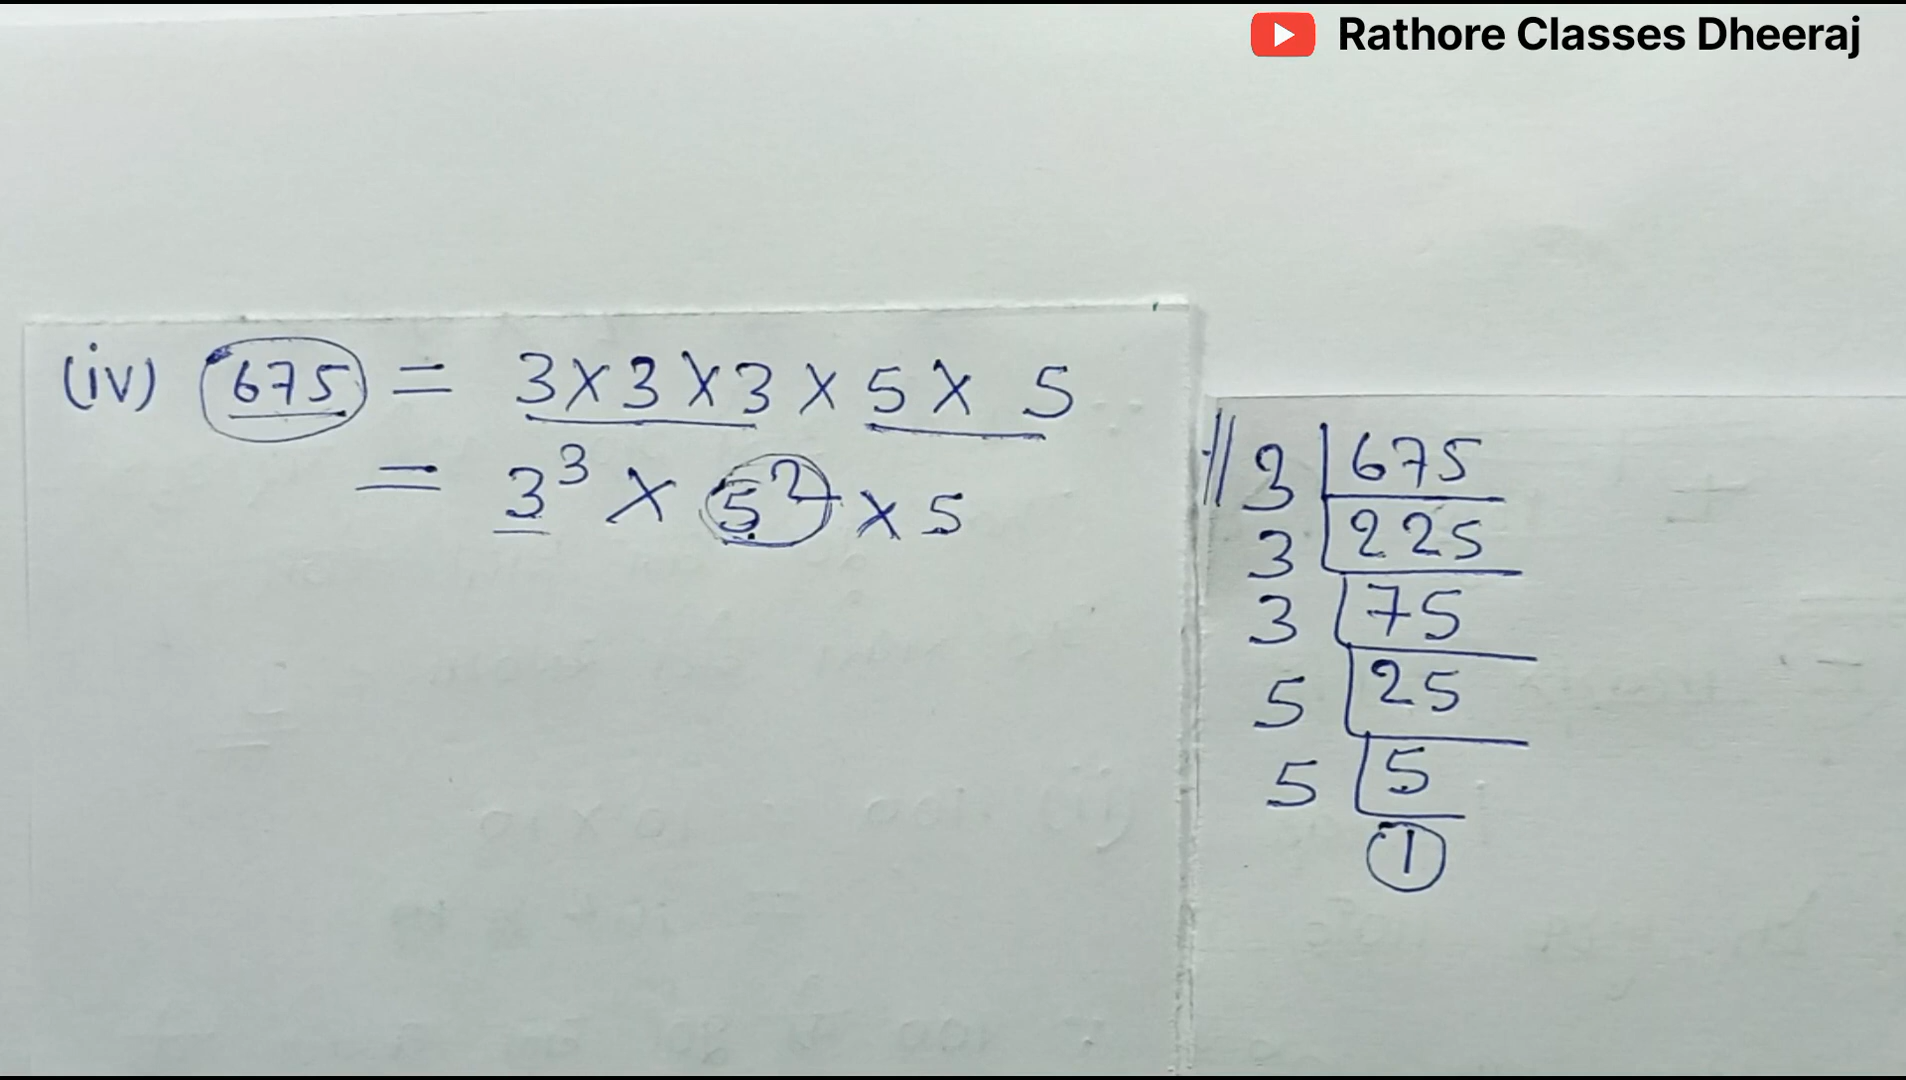 Rathore Classes Dheeraj
(iv) 675 = 3×3×3×5× 5
= 3³ × 5² × 5
3 | 675
3 | 225
3 | 75
5 | 25
5 | 5
1